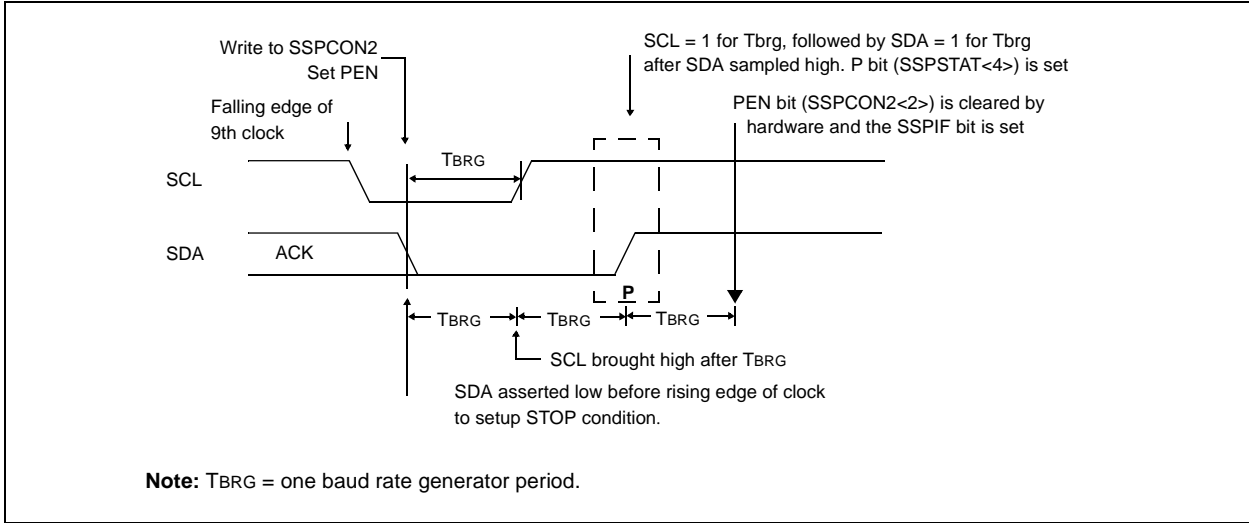 Write to SSPCON2
Set PEN
SCL = 1 for Tbrg, followed by SDA = 1 for Tbrg
after SDA sampled high. P bit (SSPSTAT<4>) is set
Falling edge of
9th clock
PEN bit (SSPCON2<2>) is cleared by
hardware and the SSPIF bit is set
TBRG
SCL
SDA
ACK
P
TBRG
TBRG
TBRG
SCL brought high after TBRG
SDA asserted low before rising edge of clock
to setup STOP condition.
Note: TBRG = one baud rate generator period.